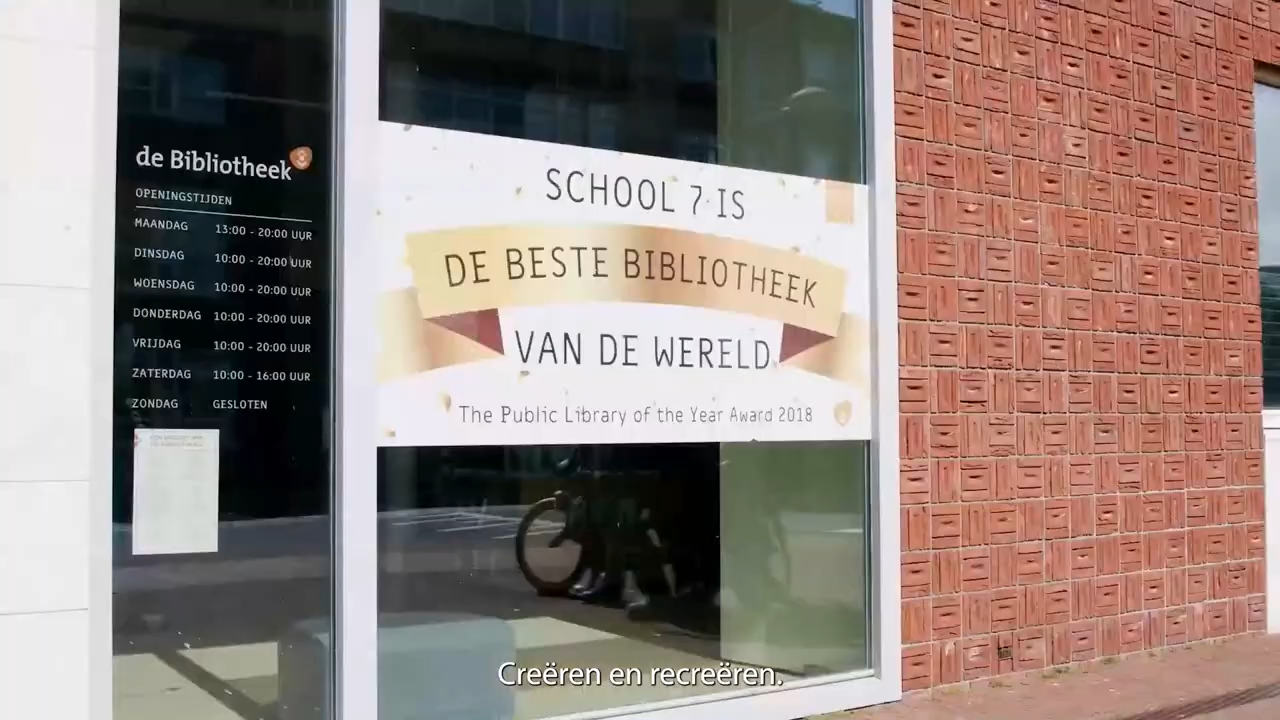 de Bibliotheek
OPENINGSTIJDEN
MAANDAG 13:00 - 20:00 UUR
DINSDAG 10:00 - 20:00 UUR
WOENSDAG 10:00 - 20:00 UUR
DONDERDAG 10:00 - 20:00 UUR
VRIJDAG 10:00 - 20:00 UUR
ZATERDAG 10:00 - 16:00 UUR
ZONDAG GESLOTEN
SCHOOL 7 IS
DE BESTE BIBLIOTHEEK
VAN DE WERELD
The Public Library of the Year Award 2018
Creëren en recreëren.